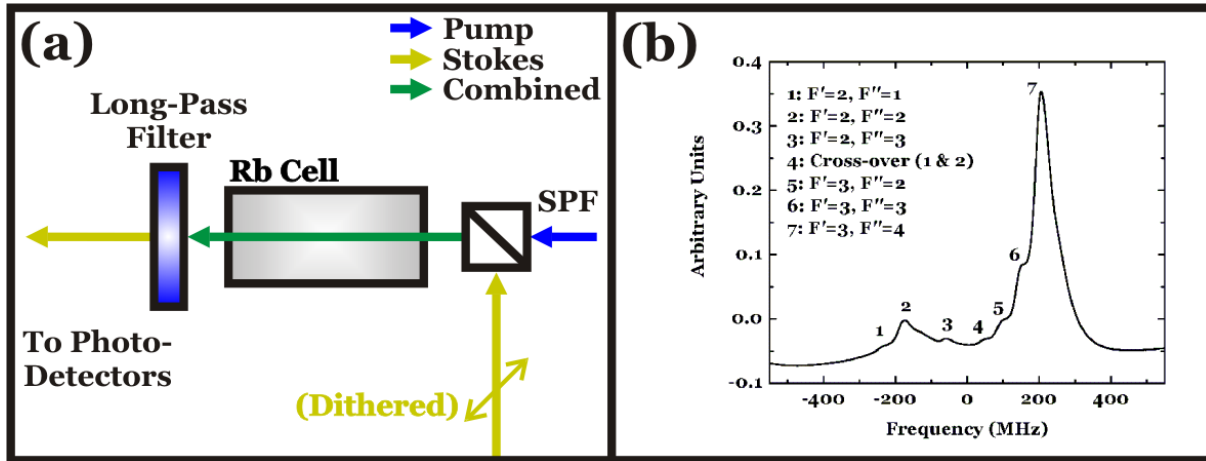 (a)
Pump
Stokes
Combined
Long-Pass
Filter
Rb Cell
SPF
To Photo-
Detectors
(Dithered)
(b)
0.4
0.3
0.2
0.1
0.0
-0.1
Arbitrary Units
1: F'=2, F''=1
2: F'=2, F''=2
3: F'=2, F''=3
4: Cross-over (1 & 2)
5: F'=3, F''=2
6: F'=3, F''=3
7: F'=3, F''=4
1
2
3
4
5
6
7
-400 -200 0 200 400
Frequency (MHz)